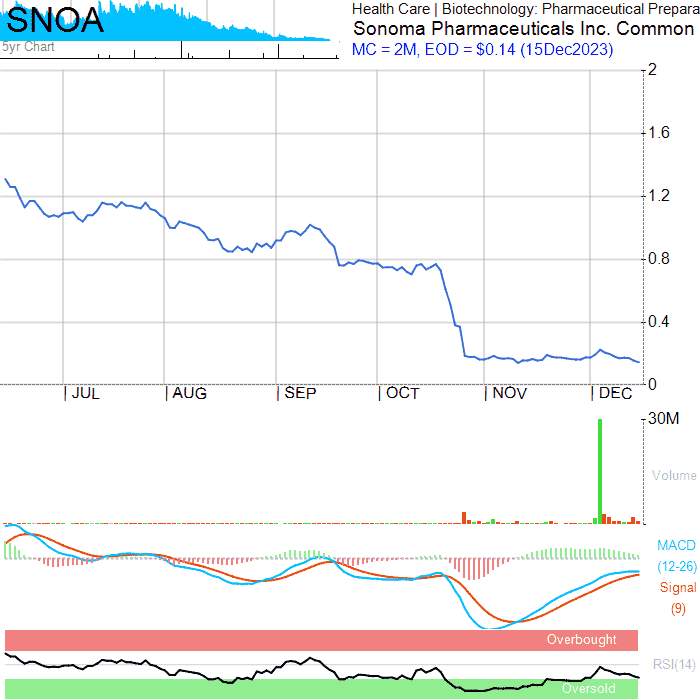 SNOA
5yr Chart
Health Care | Biotechnology: Pharmaceutical Prepara
Sonoma Pharmaceuticals Inc. Common
MC = 2M, EOD = $0.14 (15Dec2023)
2
1.6
1.2
0.8
0.4
0
JUL AUG SEP OCT NOV DEC
30M
Volume
MACD
(12-26)
Signal
(9)
Overbought
RSI(14)
Oversold